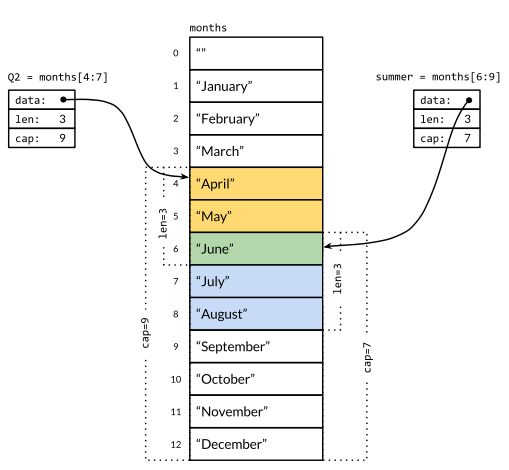 months
Q2 = months[4:7]
data:
len: 3
cap: 9
summer = months[6:9]
data:
len: 3
cap: 7
0 “”
1 “January”
2 “February”
3 “March”
4 “April”
5 “May”
6 “June”
7 “July”
8 “August”
9 “September”
10 “October”
11 “November”
12 “December”
len=3
cap=9
len=3
cap=7